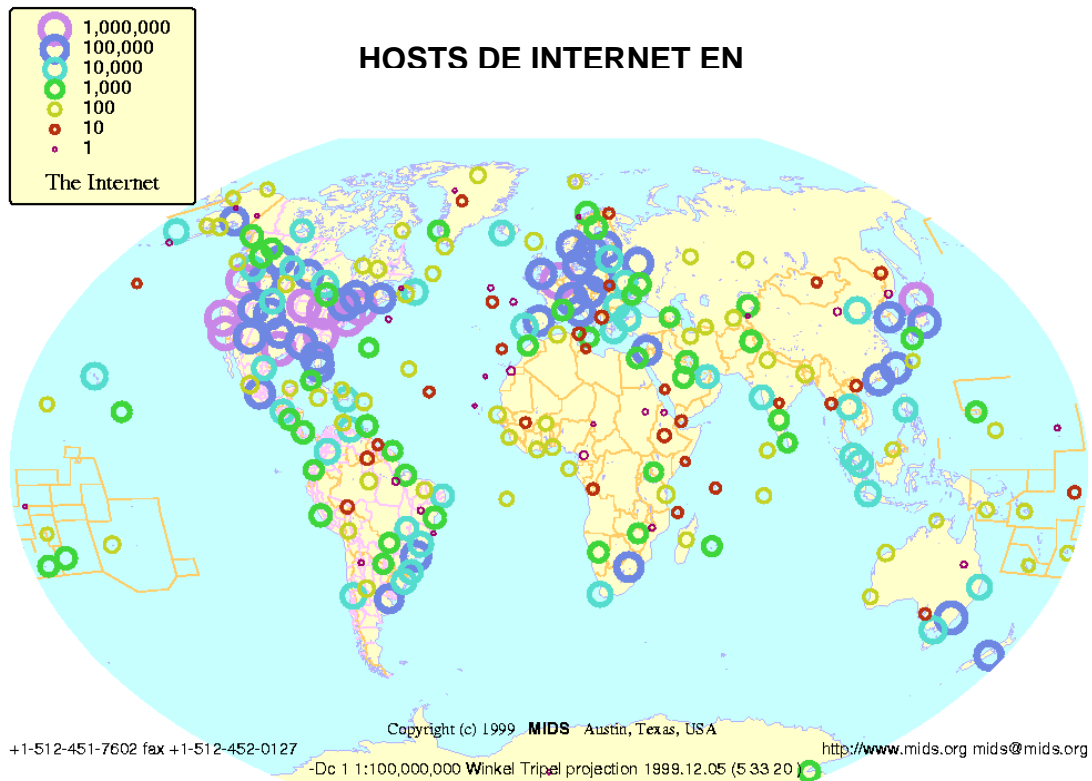 1,000,000
100,000
10,000
1,000
100
10
1
The Internet
HOSTS DE INTERNET EN
Copyright (c) 1999 MIDS Austin, Texas, USA
+1-512-451-7602 fax +1-512-452-0127
http://www.mids.org mids@mids.org
-Dc 1 1:100,000,000 Winkel Tripel projection 1999.12.05 (5 33 20 )